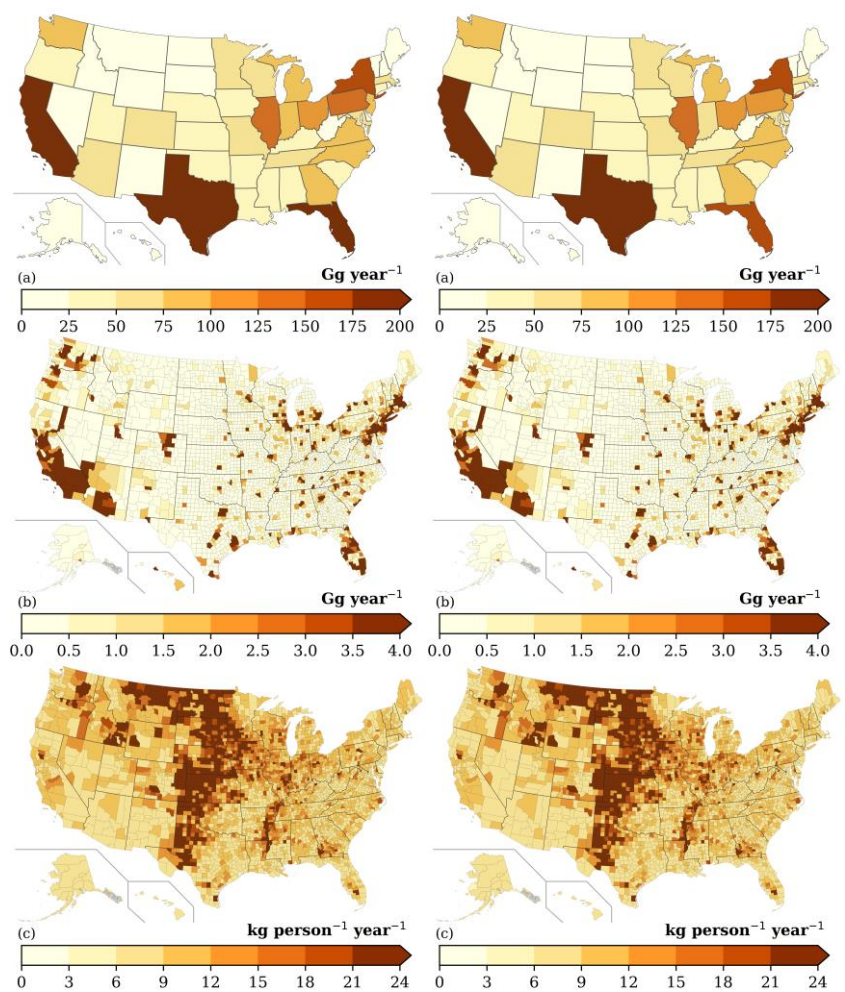 (a) Gg year⁻¹ (a) Gg year⁻¹
0 25 50 75 100 125 150 175 200 0 25 50 75 100 125 150 175 200
(b) Gg year⁻¹ (b) Gg year⁻¹
0.0 0.5 1.0 1.5 2.0 2.5 3.0 3.5 4.0 0.0 0.5 1.0 1.5 2.0 2.5 3.0 3.5 4.0
(c) kg person⁻¹ year⁻¹ (c) kg person⁻¹ year⁻¹
0 3 6 9 12 15 18 21 24 0 3 6 9 12 15 18 21 24